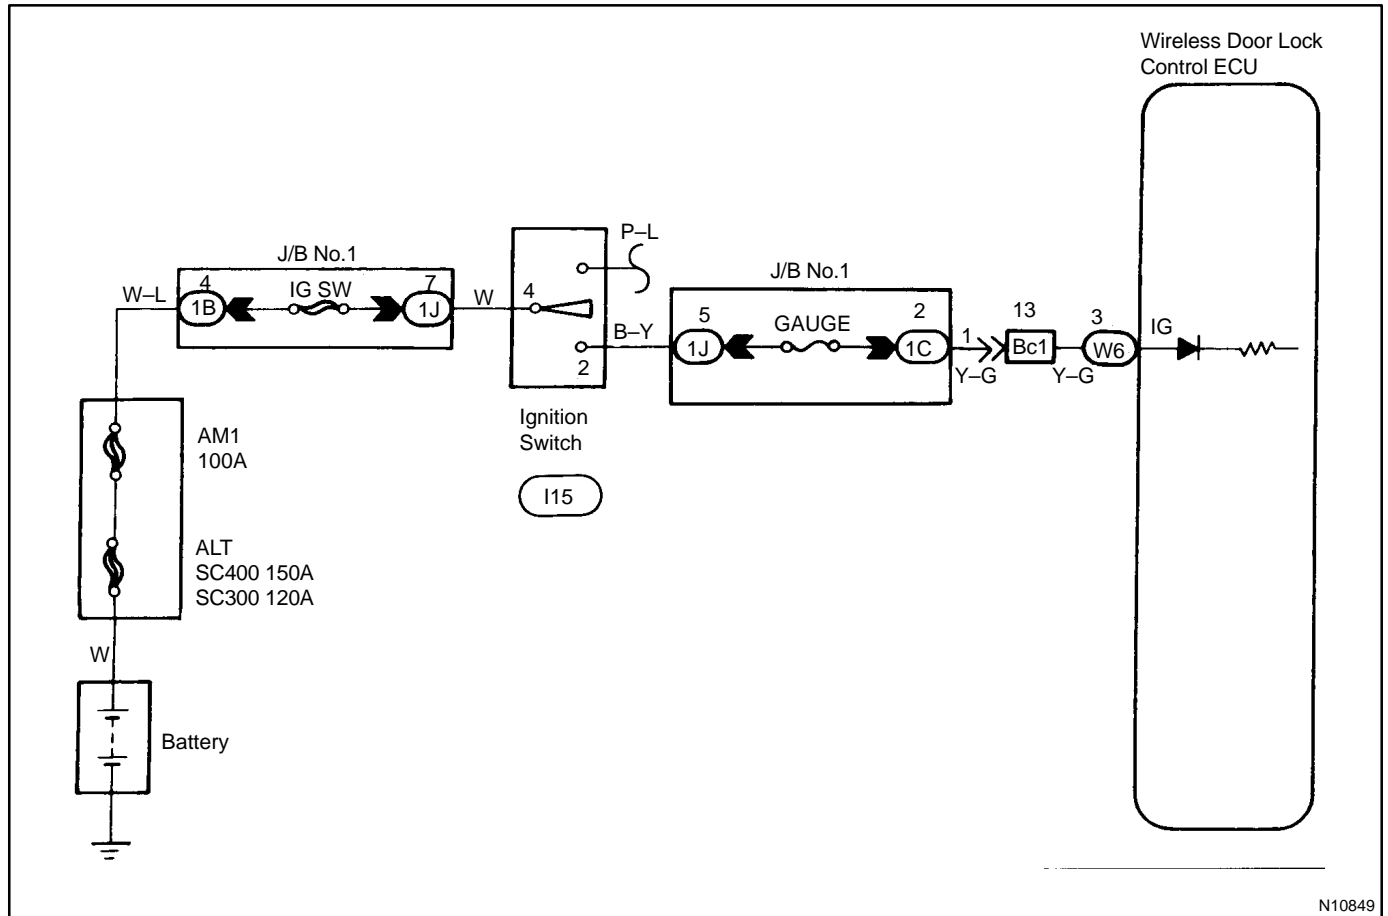 Wireless Door Lock
Control ECU
P–L
J/B No.1
J/B No.1
4
IG SW
7
W–L
1B
1J
W
4
B–Y
2
5
GAUGE
2
13
3
1J
1C
1
Bc1
W6
IG
Y–G
Y–G
Ignition
Switch
I15
AM1
100A
ALT
SC400 150A
SC300 120A
W
Battery
N10849